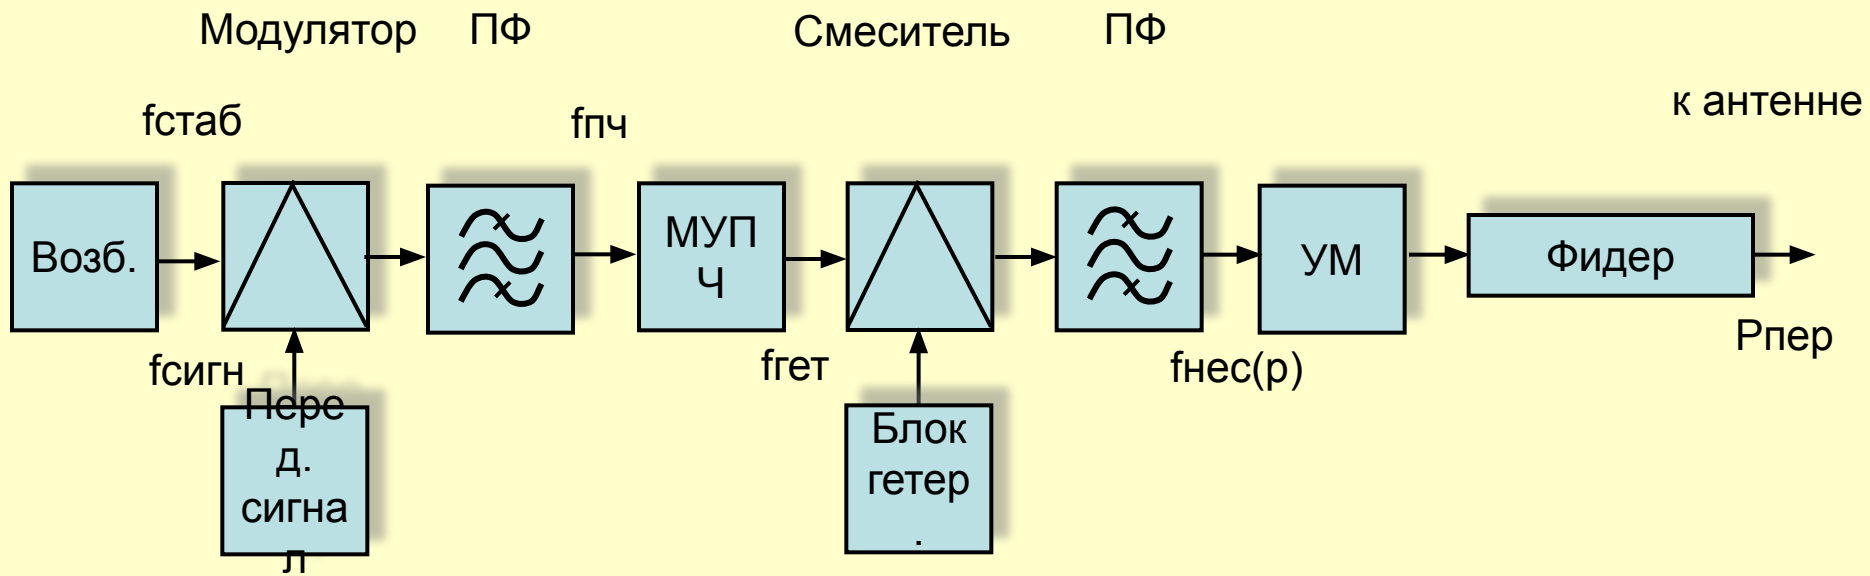 Модулятор ПФ Смеситель ПФ
к антенне
fстаб fпч
Возб.
МУП
Ч
УМ
Фидер
fсигн fгет fнес(р) Рпер
Пере
д.
сигна
л
Блок
гетер
.